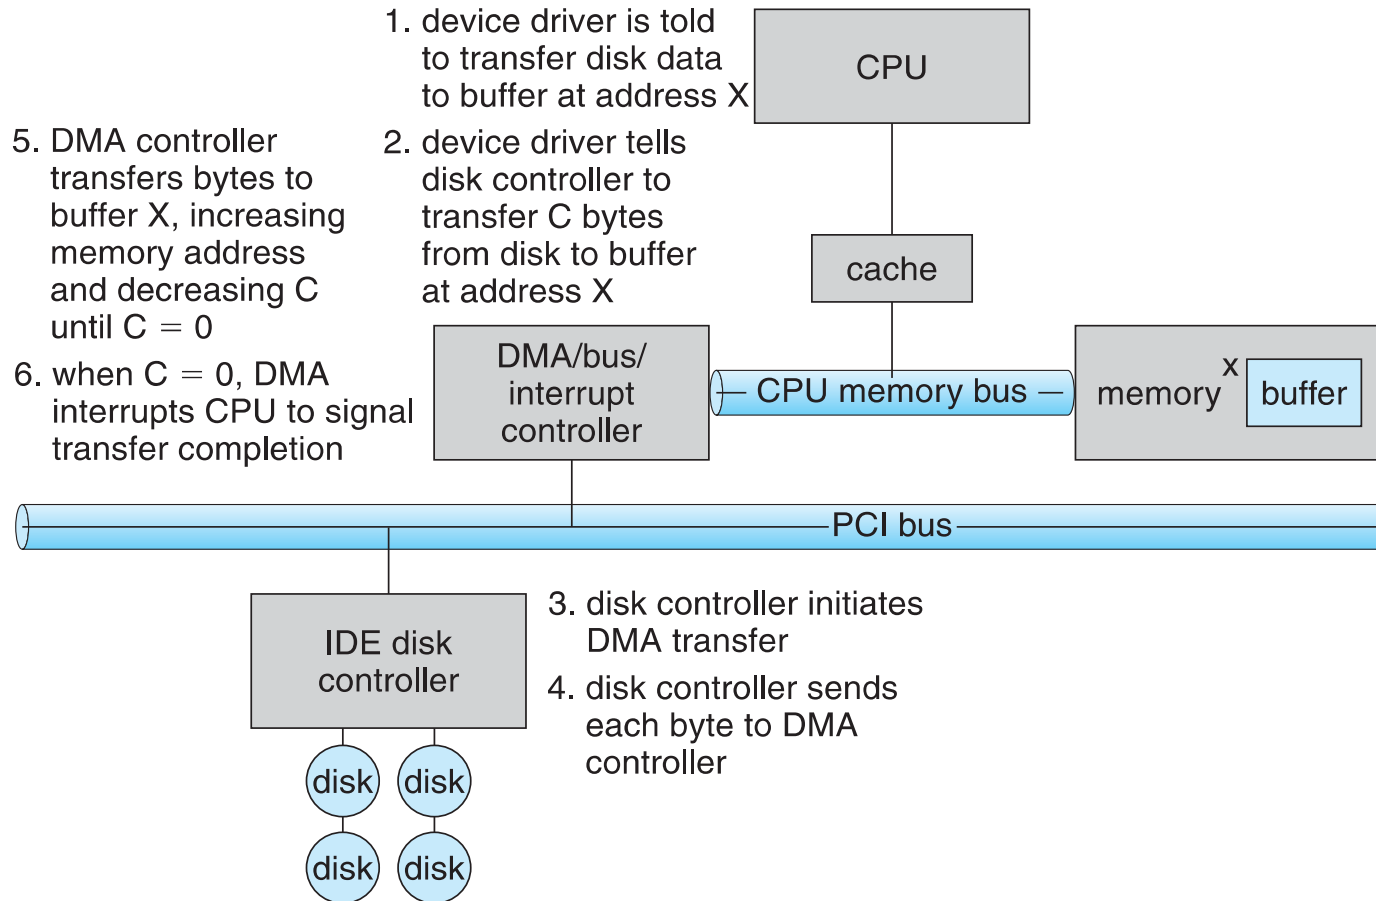 1. device driver is told
to transfer disk data
to buffer at address X
CPU
5. DMA controller
transfers bytes to
buffer X, increasing
memory address
and decreasing C
until C = 0
2. device driver tells
disk controller to
transfer C bytes
from disk to buffer
at address X
cache
6. when C = 0, DMA
interrupts CPU to signal
transfer completion
DMA/bus/
interrupt
controller
CPU memory bus
memory
x
buffer
PCI bus
IDE disk
controller
3. disk controller initiates
DMA transfer
4. disk controller sends
each byte to DMA
controller
disk
disk
disk
disk